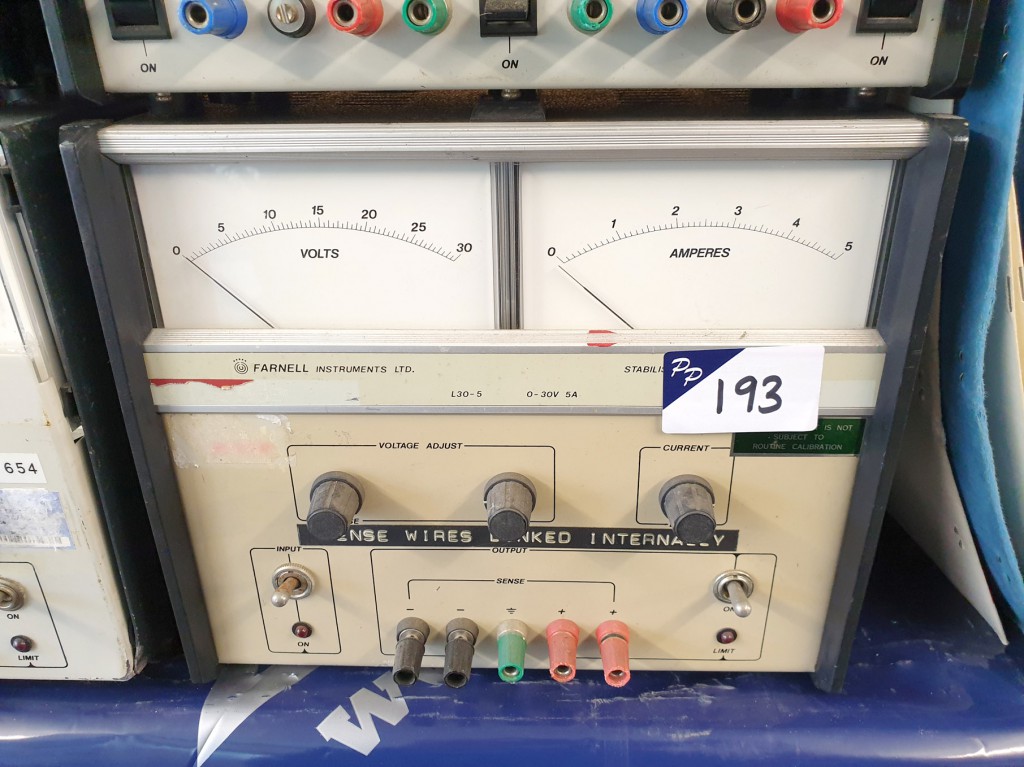 ON
ON
ON
0 5 10 15 20 25 30
VOLTS
0 1 2 3 4 5
AMPERES
FARNELL INSTRUMENTS LTD.
PP 193
L30-5 0-30V 5A
IS NOT
SUBJECT TO
ROUTINE CALIBRATION
VOLTAGE ADJUST
CURRENT
654
WIRES INTERNALLY
INPUT
OUTPUT
SENSE
- - + +
ON
ON
LIMIT
ON
LIMIT
W